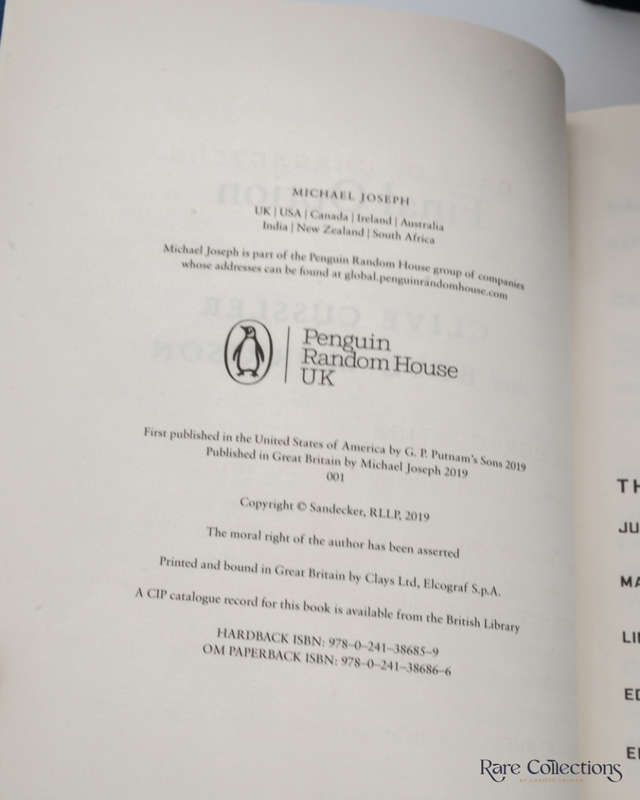 MICHAEL JOSEPH
UK | USA | Canada | Ireland | Australia
India | New Zealand | South Africa
Michael Joseph is part of the Penguin Random House group of companies
whose addresses can be found at global.penguinrandomhouse.com
Penguin
Random House
UK
First published in the United States of America by G. P. Putnam's Sons 2019
Published in Great Britain by Michael Joseph 2019
001
Copyright © Sandecker, RLLP, 2019
The moral right of the author has been asserted
Printed and bound in Great Britain by Clays Ltd, Elcograf S.p.A.
A CIP catalogue record for this book is available from the British Library
HARDBACK ISBN: 978–0–241–38685–9
OM PAPERBACK ISBN: 978–0–241–38686–6
TH
JU
MA
LI
ED
Rare Collections